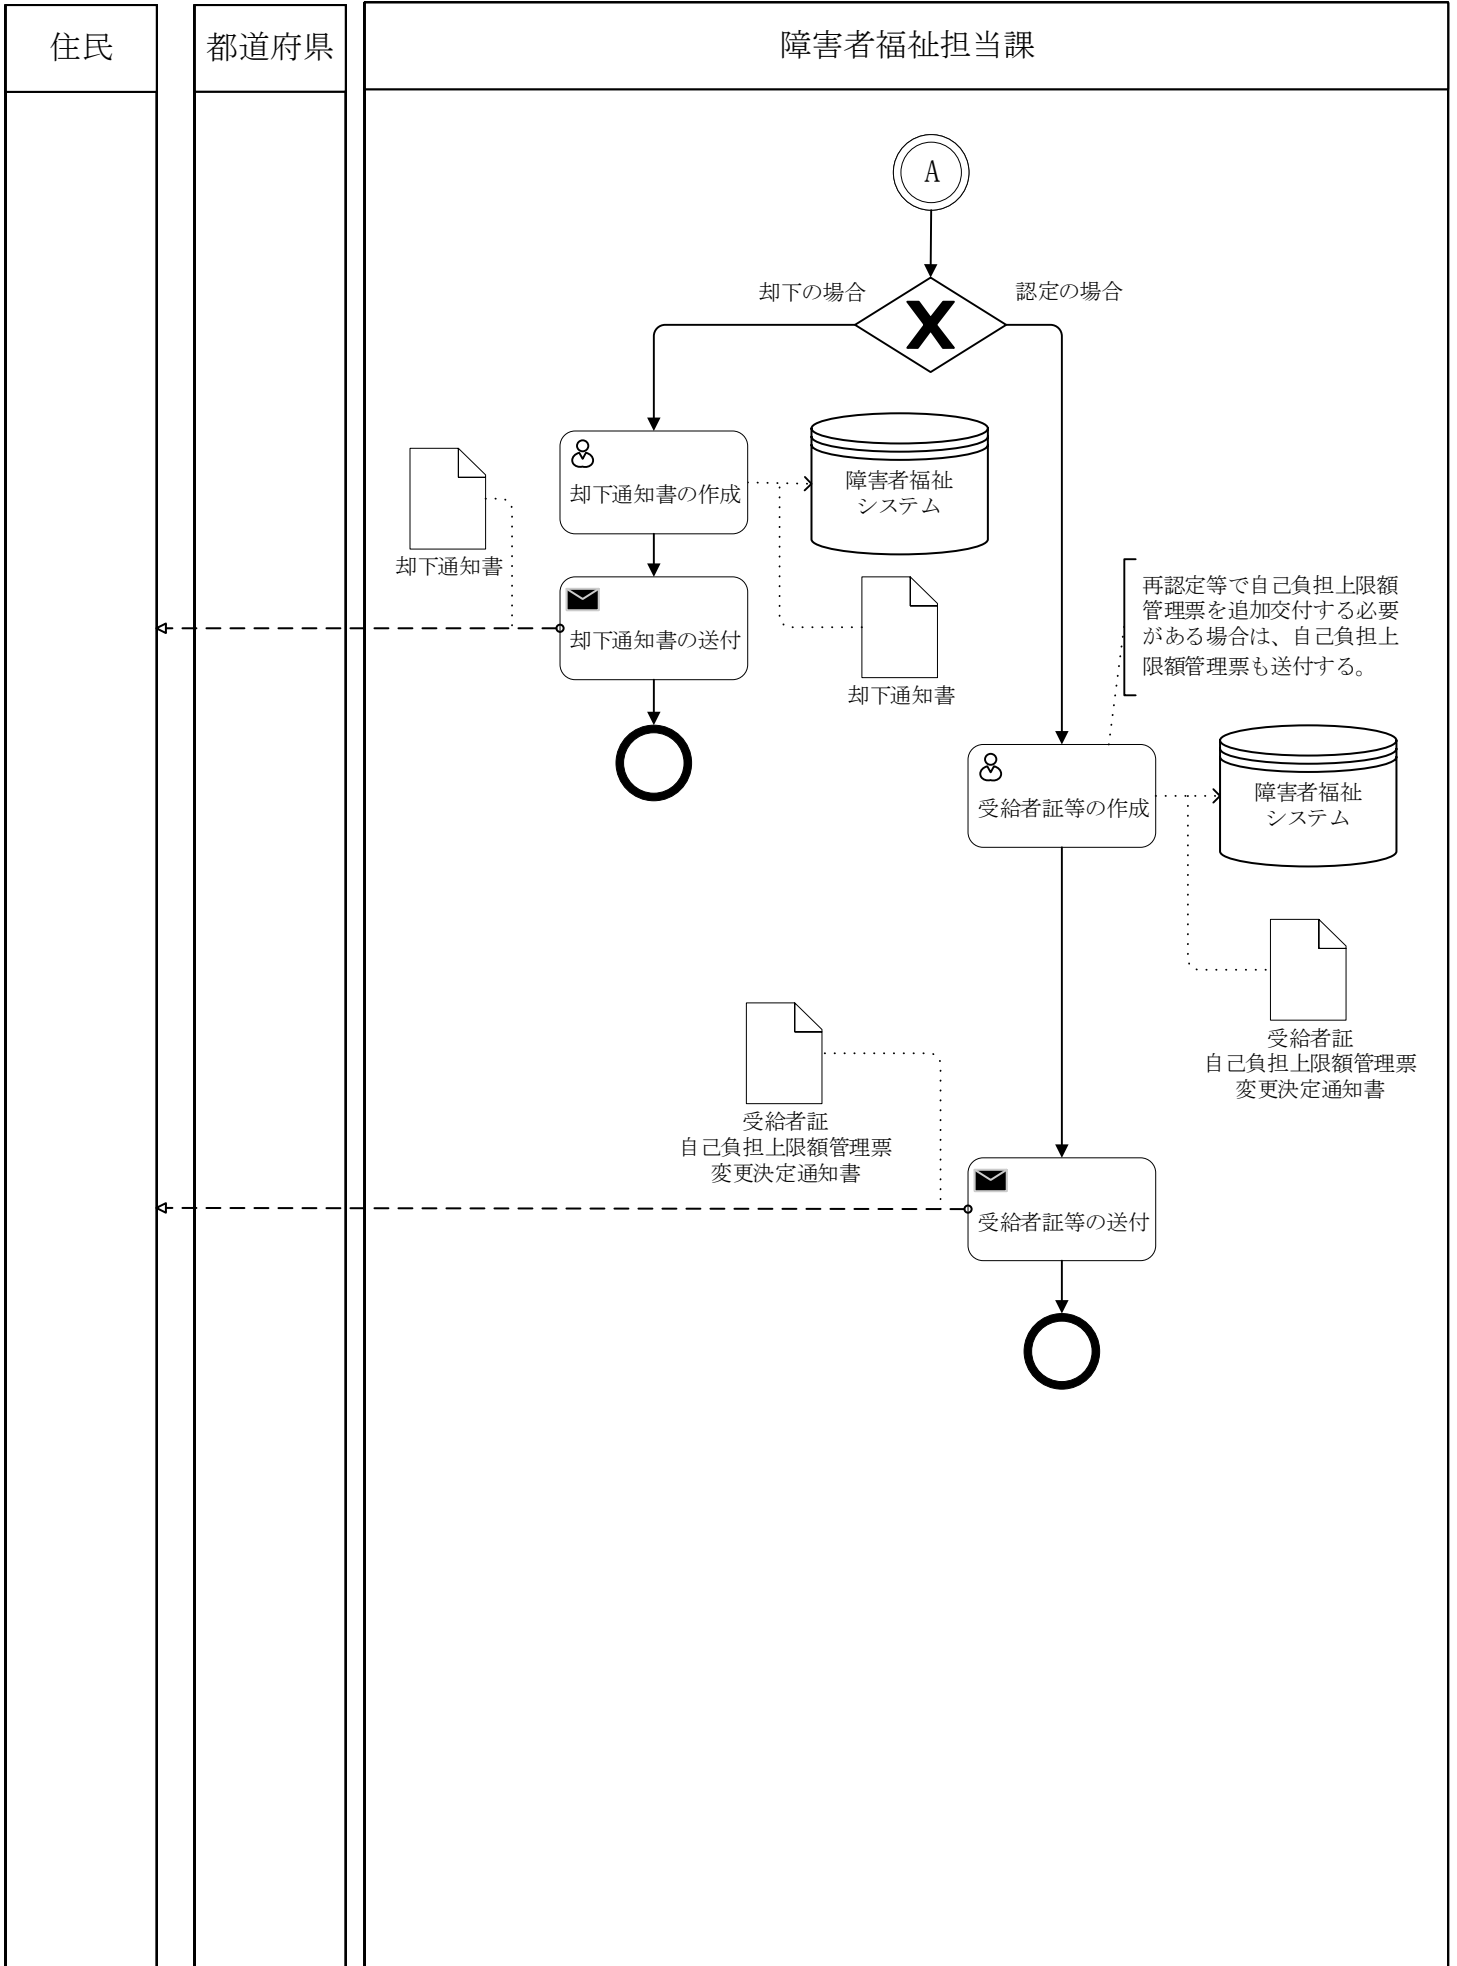 住民
都道府県
障害者福祉担当課
A
却下の場合
認定の場合
却下通知書の作成
障害者福祉
システム
却下通知書
却下通知書の送付
却下通知書
再認定等で自己負担上限額
管理票を追加交付する必要
がある場合は、自己負担上
限額管理票も送付する。
受給者証等の作成
障害者福祉
システム
受給者証
自己負担上限額管理票
変更決定通知書
受給者証
自己負担上限額管理票
変更決定通知書
受給者証等の送付